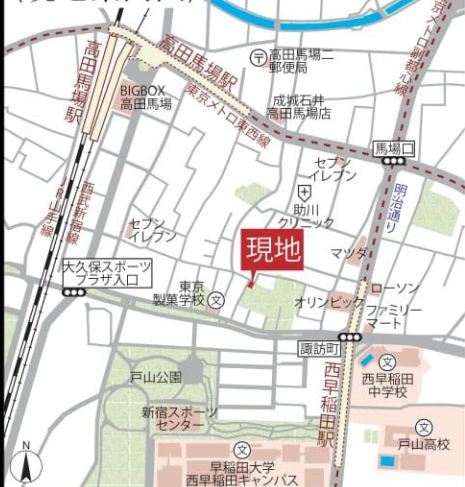 高田馬場駅
高田馬場駅
BIGBOX
高田馬場
〒
高田馬場二
郵便局
東京メトロ東西線
成城石井
高田馬場店
東京メトロ副都心線
馬場口
セブン
イレブン
助川
クリニック
明治通り
西武新宿線
JR山手線
セブン
イレブン
現地
マツダ
大久保スポーツ
プラザ入口
東京
製菓学校
文
オリンピック
ローソン
ファミリー
マート
諏訪町
戸山公園
西早稲田駅
文
西早稲田
中学校
新宿スポーツ
センター
文
戸山高校
文
早稲田大学
西早稲田キャンパス
N